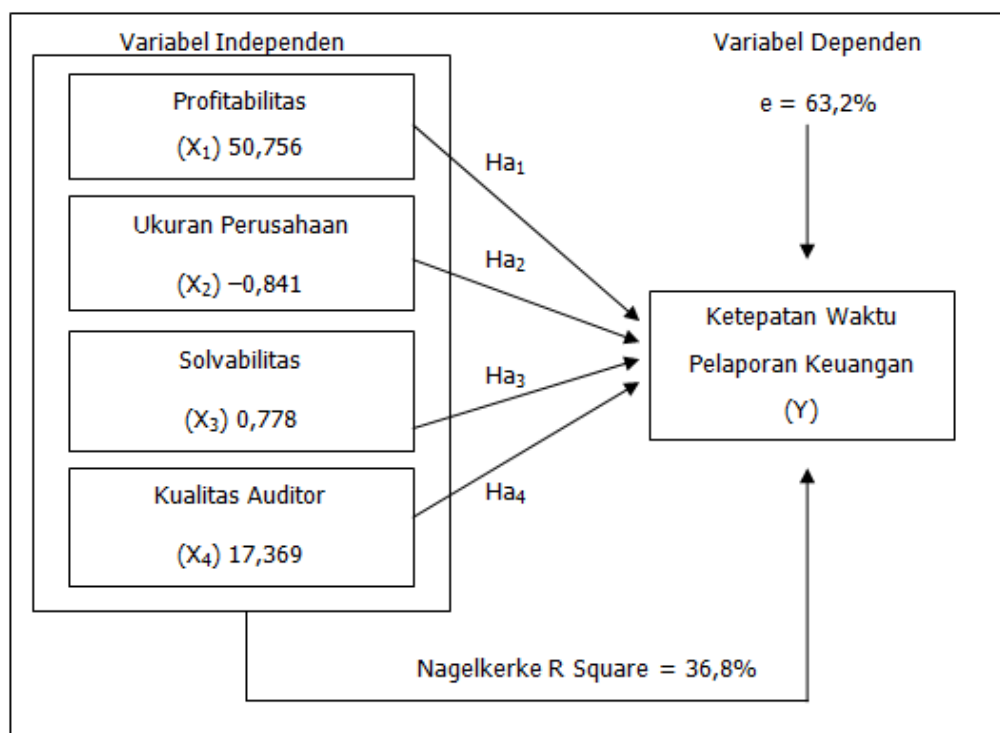 Variabel Independen
Variabel Dependen
Profitabilitas
(X₁) 50,756
e = 63,2%
Ha₁
Ukuran Perusahaan
(X₂) –0,841
Ha₂
Ketepatan Waktu
Pelaporan Keuangan
(Y)
Solvabilitas
(X₃) 0,778
Ha₃
Kualitas Auditor
(X₄) 17,369
Ha₄
Nagelkerke R Square = 36,8%